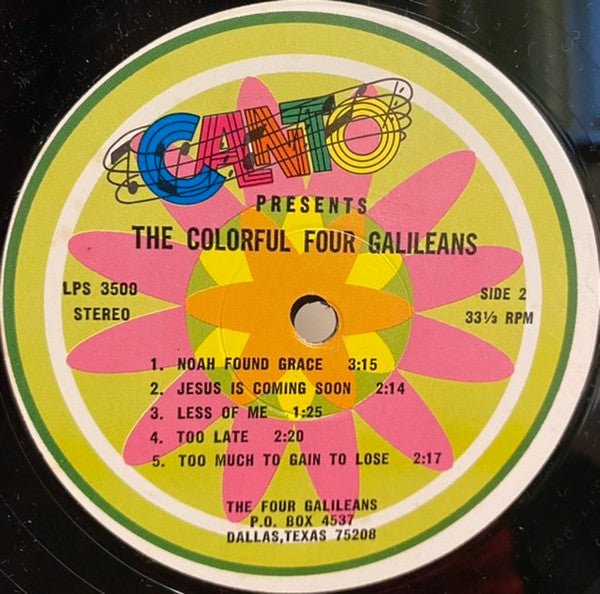 CANTO
PRESENTS
THE COLORFUL FOUR GALILEANS
LPS 3500
STEREO
SIDE 2
33⅓ RPM
1. NOAH FOUND GRACE 3:15
2. JESUS IS COMING SOON 2:14
3. LESS OF ME 1:25
4. TOO LATE 2:20
5. TOO MUCH TO GAIN TO LOSE 2:17
THE FOUR GALILEANS
P.O. BOX 4537
DALLAS, TEXAS 75208